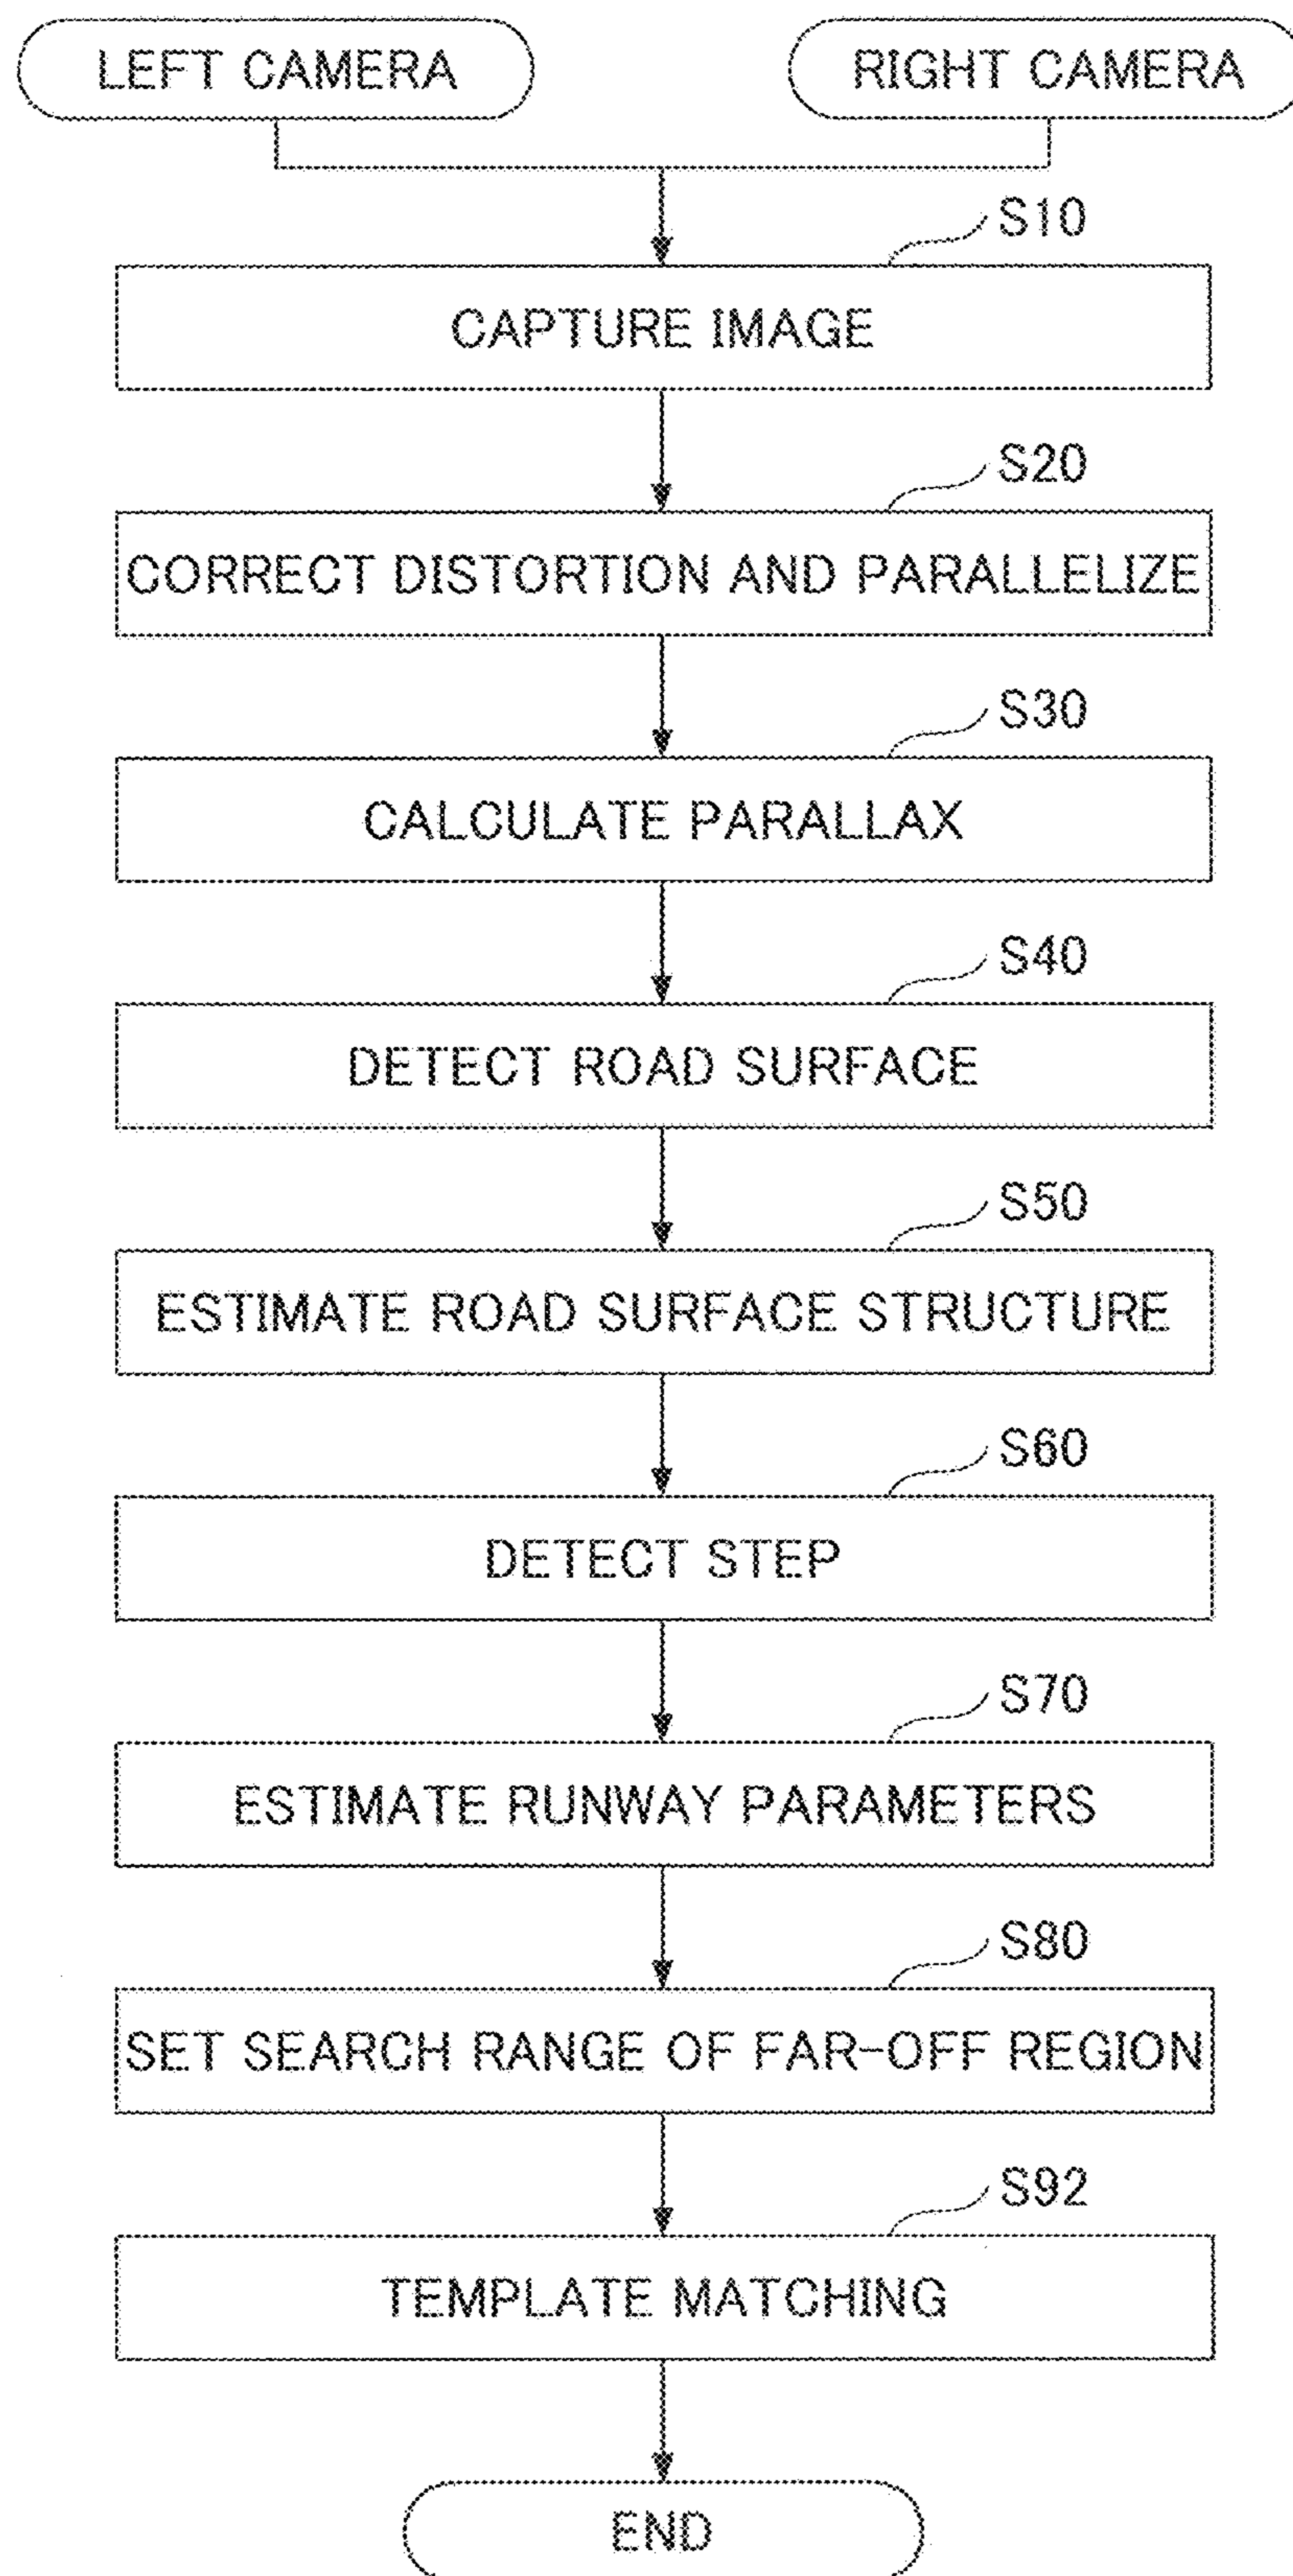 LEFT CAMERA
RIGHT CAMERA
S10
CAPTURE IMAGE
S20
CORRECT DISTORTION AND PARALLELIZE
S30
CALCULATE PARALLAX
S40
DETECT ROAD SURFACE
S50
ESTIMATE ROAD SURFACE STRUCTURE
S60
DETECT STEP
S70
ESTIMATE RUNWAY PARAMETERS
S80
SET SEARCH RANGE OF FAR-OFF REGION
S92
TEMPLATE MATCHING
END